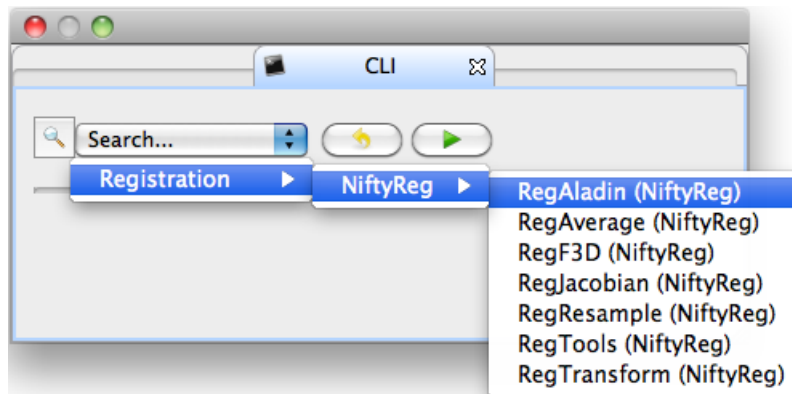 CLI
Search...
Registration
NiftyReg
RegAladin (NiftyReg)
RegAverage (NiftyReg)
RegF3D (NiftyReg)
RegJacobian (NiftyReg)
RegResample (NiftyReg)
RegTools (NiftyReg)
RegTransform (NiftyReg)